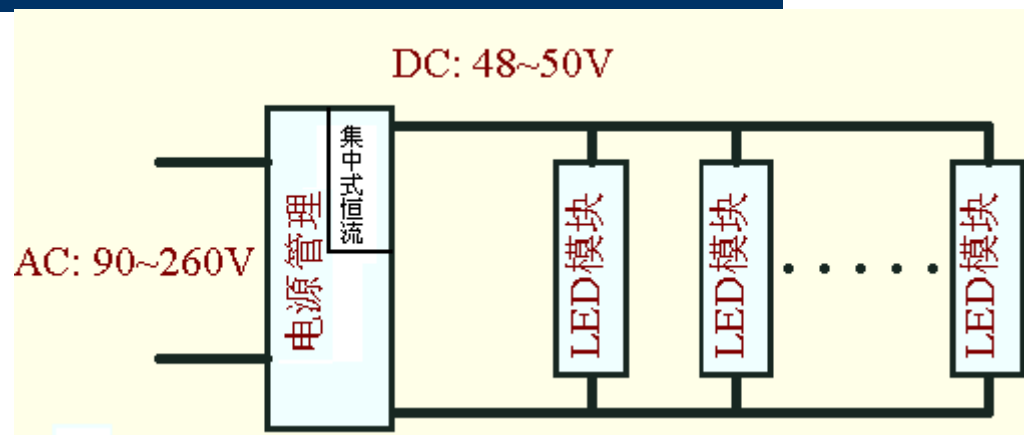 DC: 48~50V
AC: 90~260V
电源管理
集中式恒流
LED模块
LED模块
LED模块